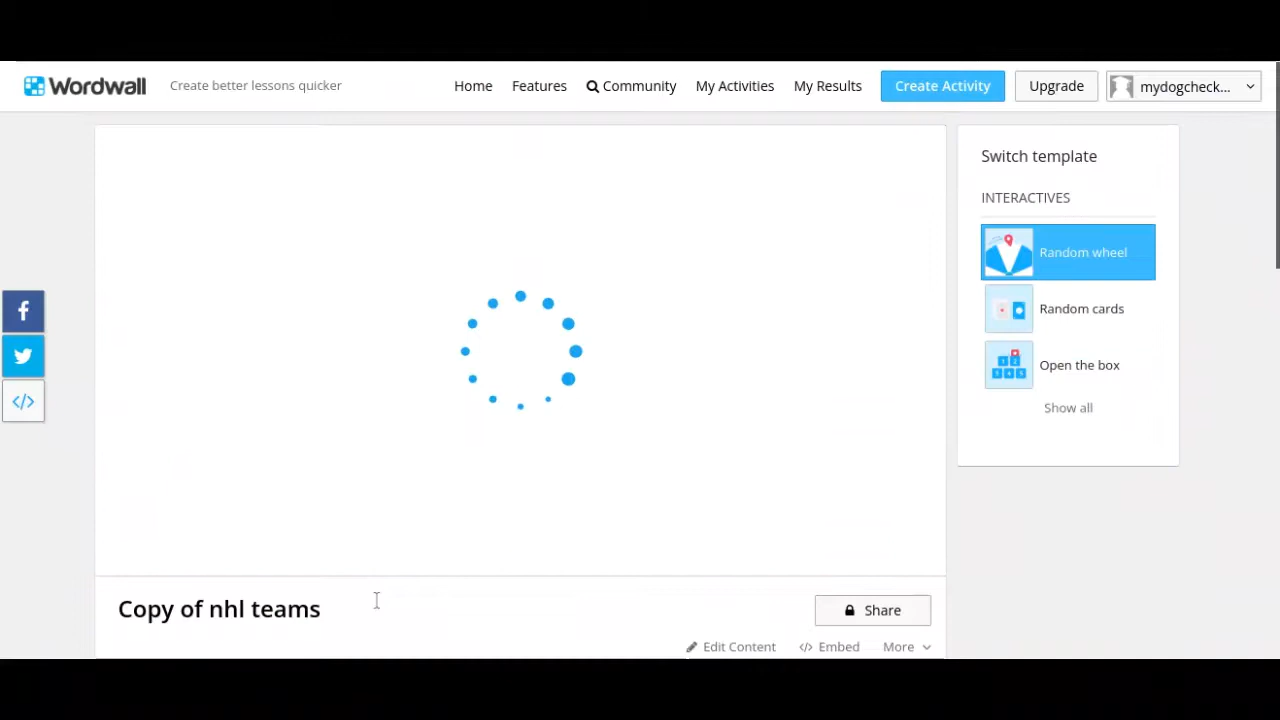 Wordwall Create better lessons quicker Home Features Community My Activities My Results Create Activity Upgrade mydogcheck...
Switch template
INTERACTIVES
Random wheel
Random cards
Open the box
Show all
Copy of nhl teams
Share
Edit Content Embed More